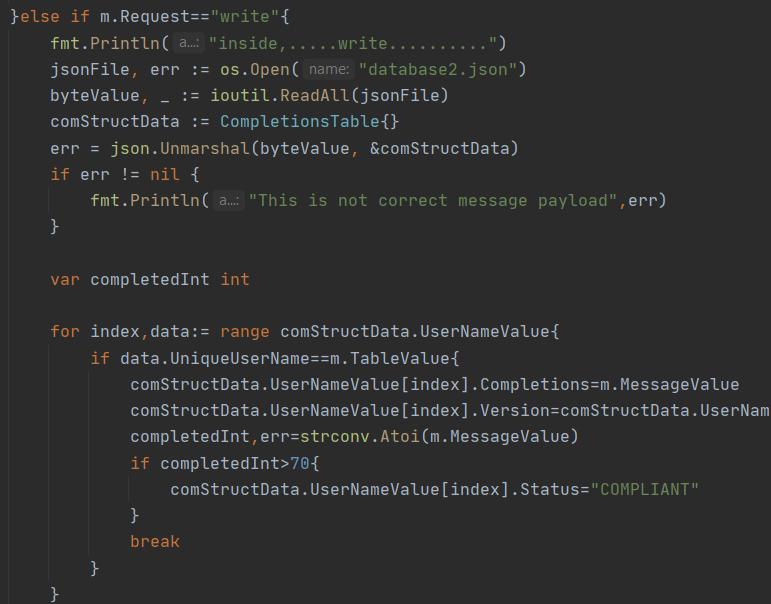 }else if m.Request=="write"{
fmt.Println( a...: "inside,.....write..........")
jsonFile, err := os.Open( name: "database2.json")
byteValue, _ := ioutil.ReadAll(jsonFile)
comStructData := CompletionsTable{}
err = json.Unmarshal(byteValue, &comStructData)
if err != nil {
fmt.Println( a...: "This is not correct message payload",err)
}
var completedInt int
for index,data:= range comStructData.UserNameValue{
if data.UniqueUserName==m.TableValue{
comStructData.UserNameValue[index].Completions=m.MessageValue
comStructData.UserNameValue[index].Version=comStructData.UserNam
completedInt,err=strconv.Atoi(m.MessageValue)
if completedInt>70{
comStructData.UserNameValue[index].Status="COMPLIANT"
}
break
}
}